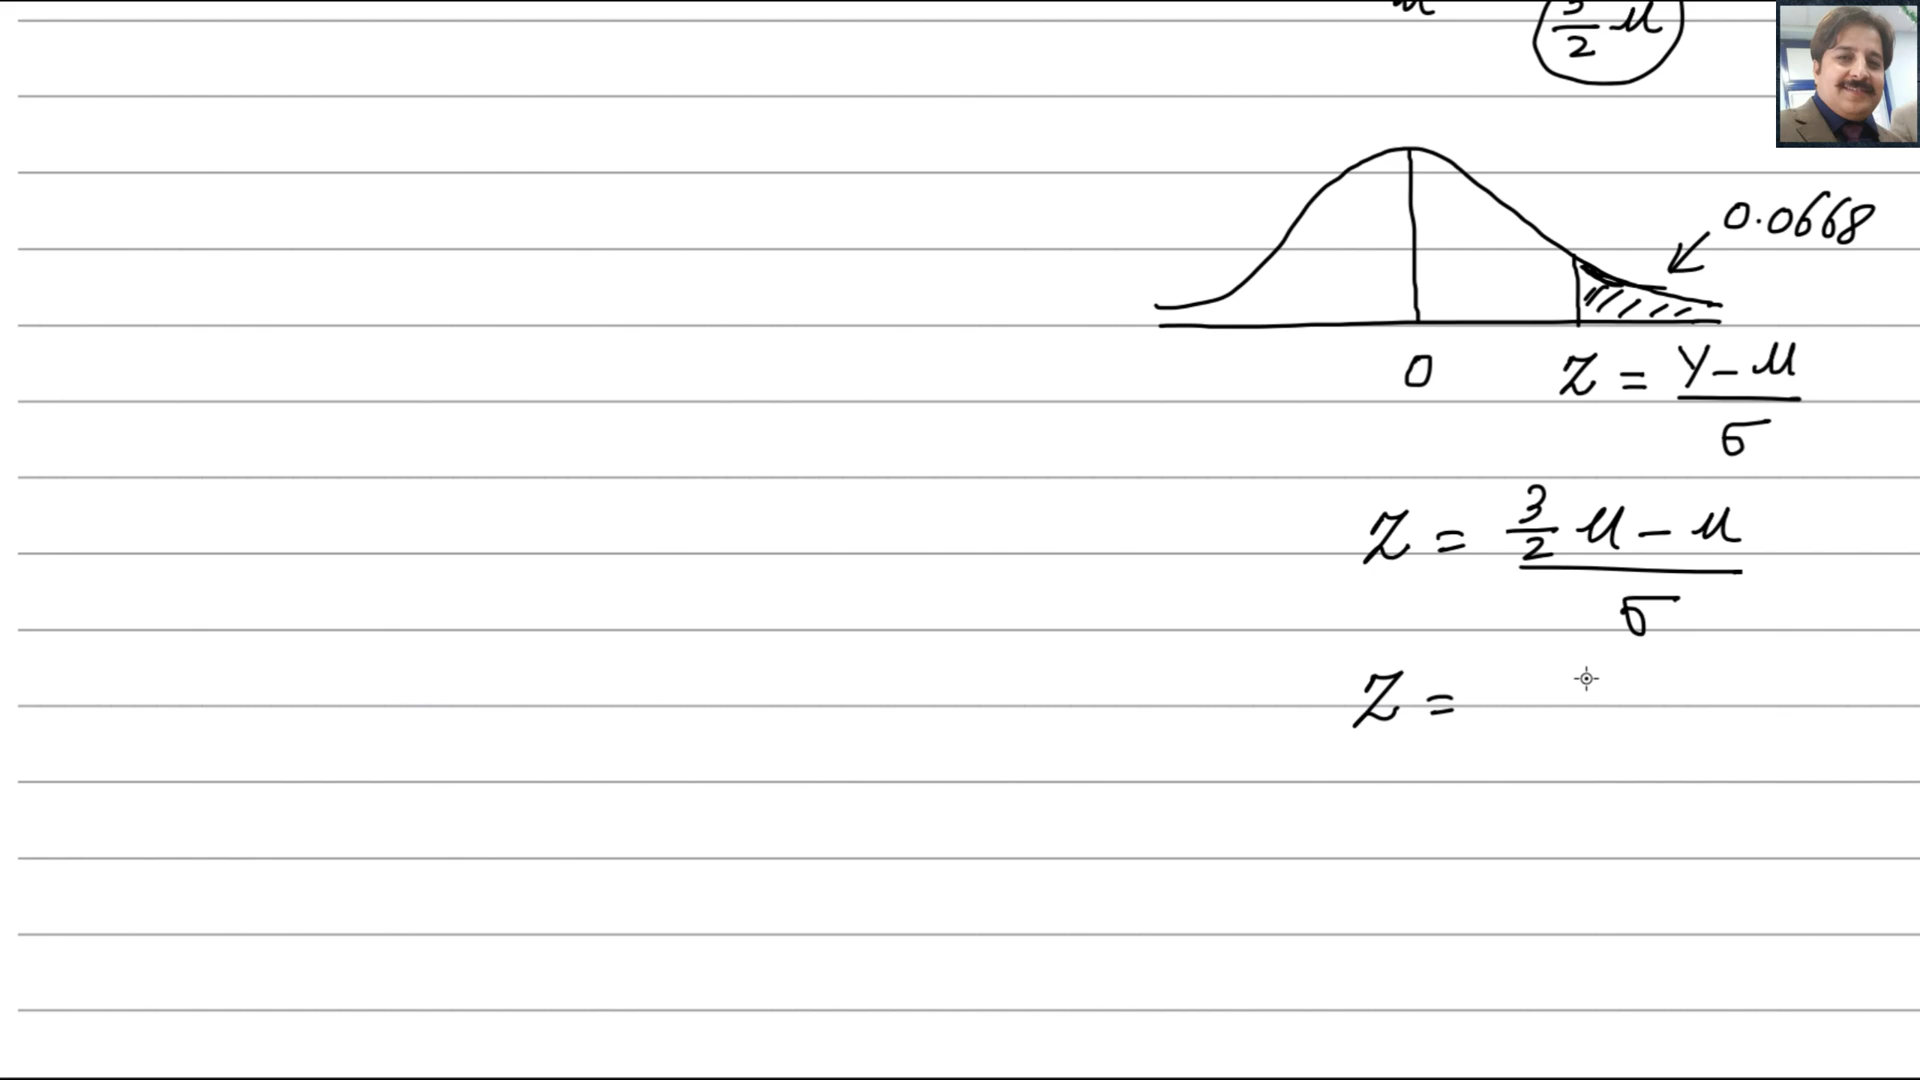 μ 3/2 μ
0.0668
0 Z = Y - μ / σ
Z = 3/2 μ - μ / σ
Z =